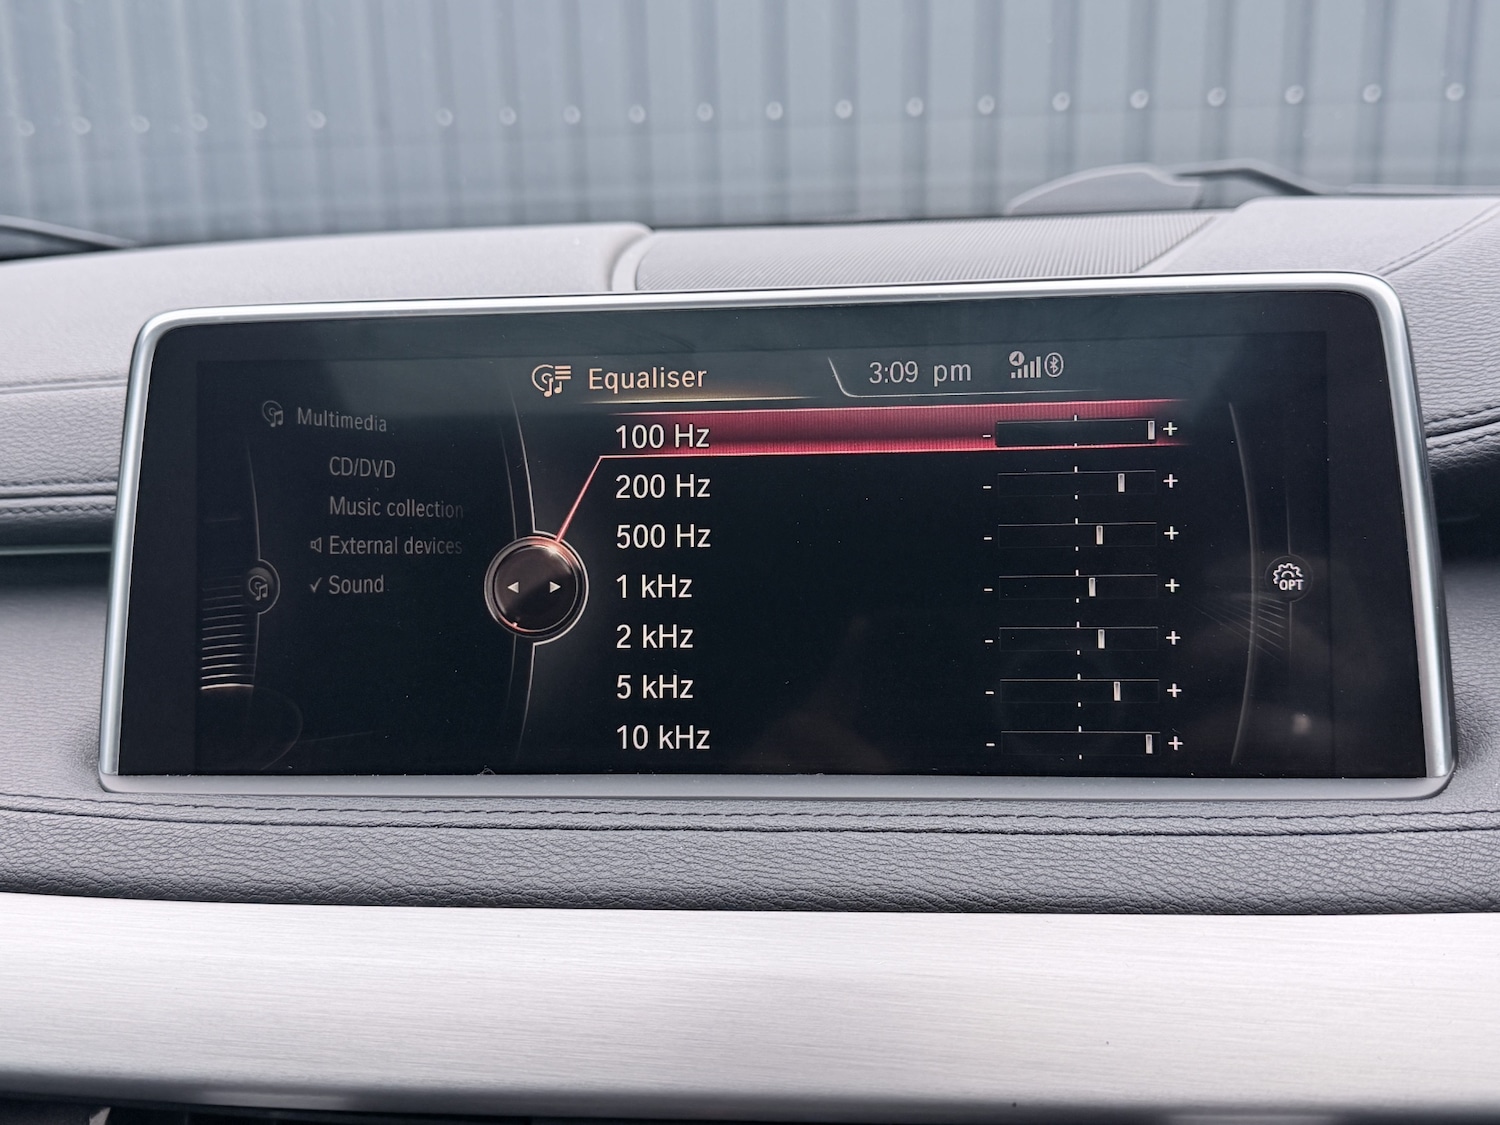 Equaliser
3:09 pm
Multimedia
CD/DVD
Music collection
External devices
✓ Sound
100 Hz - +
200 Hz - +
500 Hz - +
1 kHz - +
2 kHz - +
5 kHz - +
10 kHz - +
OPT